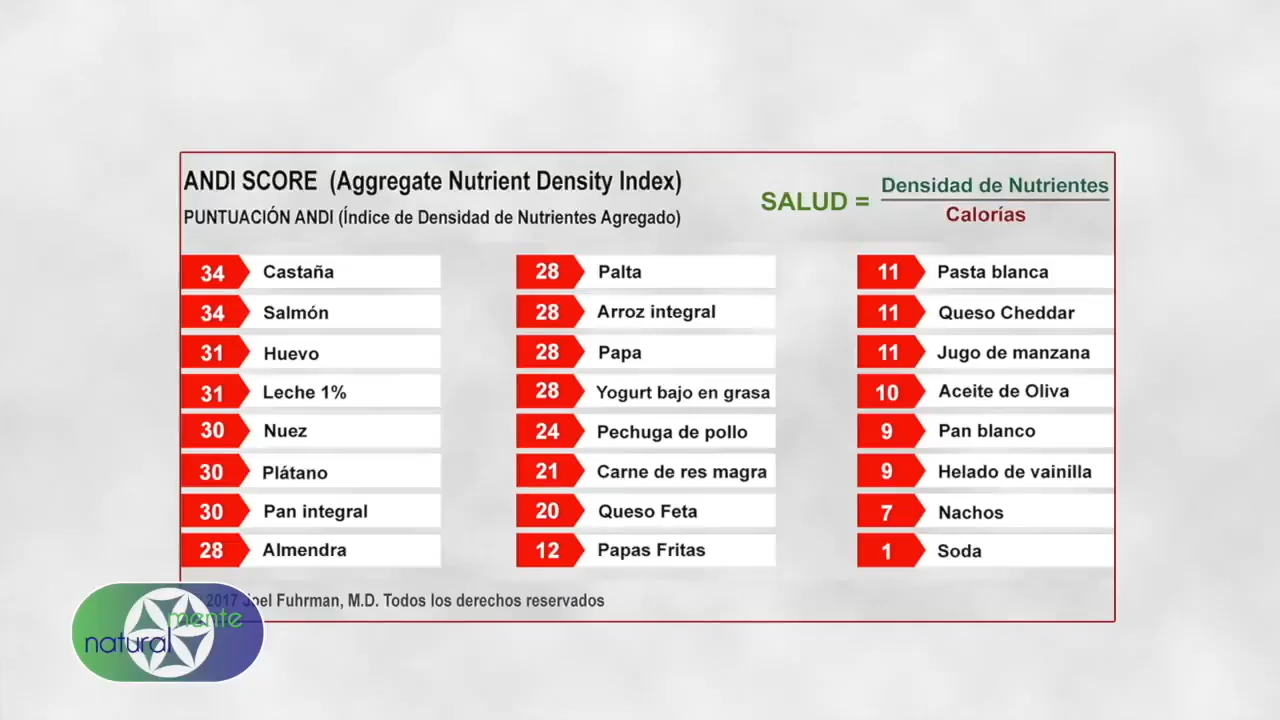 ANDI SCORE (Aggregate Nutrient Density Index)
PUNTUACIÓN ANDI (Índice de Densidad de Nutrientes Agregado)
SALUD = Densidad de Nutrientes
Calorías
34 Castaña
34 Salmón
31 Huevo
31 Leche 1%
30 Nuez
30 Plátano
30 Pan integral
28 Almendra
28 Palta
28 Arroz integral
28 Papa
28 Yogurt bajo en grasa
24 Pechuga de pollo
21 Carne de res magra
20 Queso Feta
12 Papas Fritas
11 Pasta blanca
11 Queso Cheddar
11 Jugo de manzana
10 Aceite de Oliva
9 Pan blanco
9 Helado de vainilla
7 Nachos
1 Soda
2017 Joel Fuhrman, M.D. Todos los derechos reservados
natural
mente